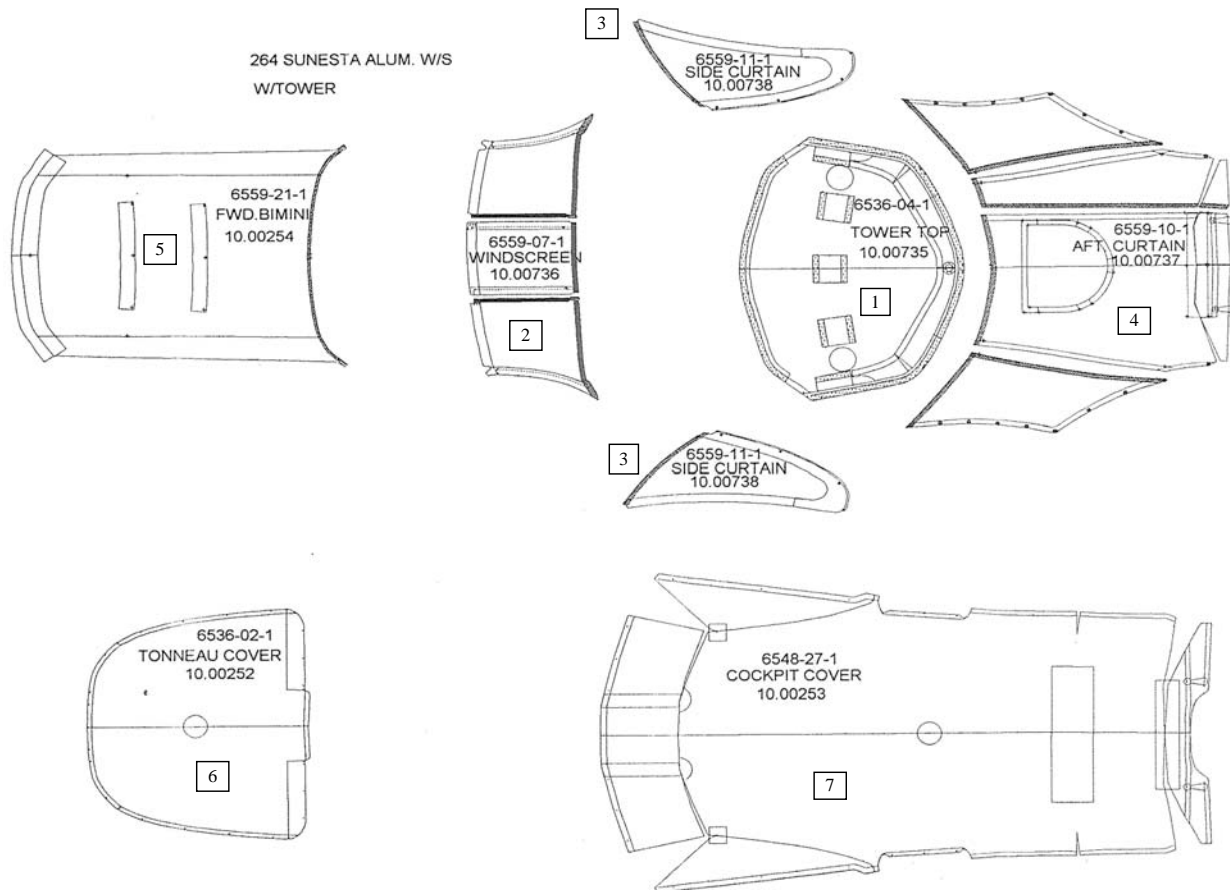 264 SUNESTA ALUM. W/S
W/TOWER
3
6559-11-1
SIDE CURTAIN
10.00738
6559-21-1
FWD.BIMINI
10.00254
5
6559-07-1
WINDSCREEN
10.00736
2
6536-04-1
TOWER TOP
10.00735
1
6559-10-1
AFT CURTAIN
10.00737
4
3
6559-11-1
SIDE CURTAIN
10.00738
6536-02-1
TONNEAU COVER
10.00252
6
6548-27-1
COCKPIT COVER
10.00253
7